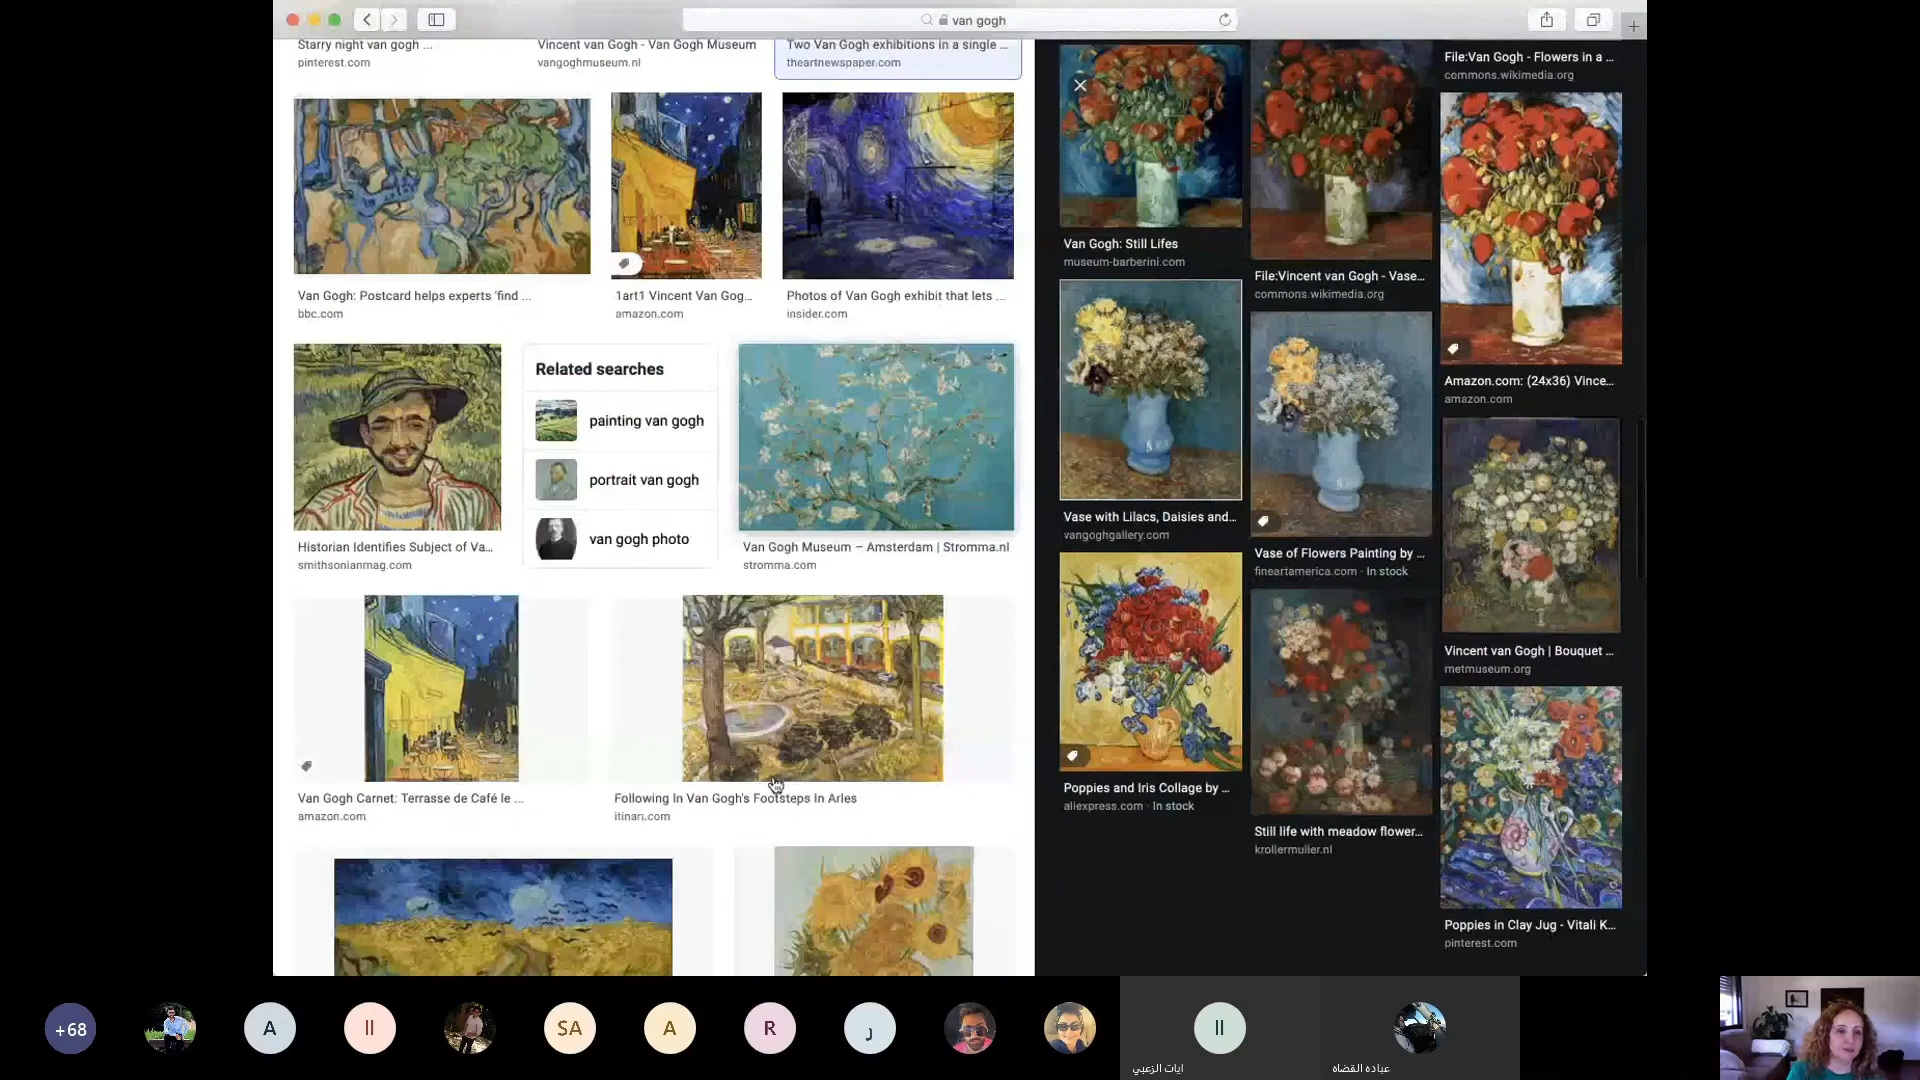 van gogh
Starry night van gogh ...
pinterest.com
Vincent van Gogh - Van Gogh Museum
vangoghmuseum.nl
Two Van Gogh exhibitions in a single ...
theartnewspaper.com
Van Gogh: Postcard helps experts 'find ...
bbc.com
1art1 Vincent Van Gog...
amazon.com
Photos of Van Gogh exhibit that lets ...
insider.com
Historian Identifies Subject of Va...
smithsonianmag.com
Related searches
painting van gogh
portrait van gogh
van gogh photo
Van Gogh Museum – Amsterdam | Stromma.nl
stromma.com
Van Gogh Carnet: Terrasse de Café le ...
amazon.com
Following In Van Gogh's Footsteps In Arles
itinari.com
Van Gogh: Still Lifes
museum-barberini.com
Vase with Lilacs, Daisies and...
vangoghgallery.com
Poppies and Iris Collage by ...
aliexpress.com · In stock
File:Vincent van Gogh - Vase...
commons.wikimedia.org
Vase of Flowers Painting by ...
fineartamerica.com · In stock
Still life with meadow flower...
krollermuller.nl
File:Van Gogh - Flowers in a ...
commons.wikimedia.org
Amazon.com: (24x36) Vince...
amazon.com
Vincent van Gogh | Bouquet ...
metmuseum.org
Poppies in Clay Jug - Vitali K...
pinterest.com
+68
A
II
SA
A
R
ر
II
ايات الزعبي
عباده القضاه